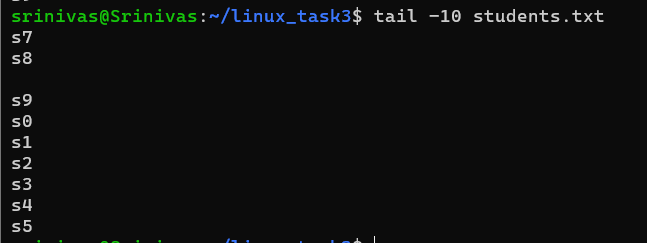 srinivas@Srinivas:~/linux_task3$ tail -10 students.txt
s7
s8
s9
s0
s1
s2
s3
s4
s5